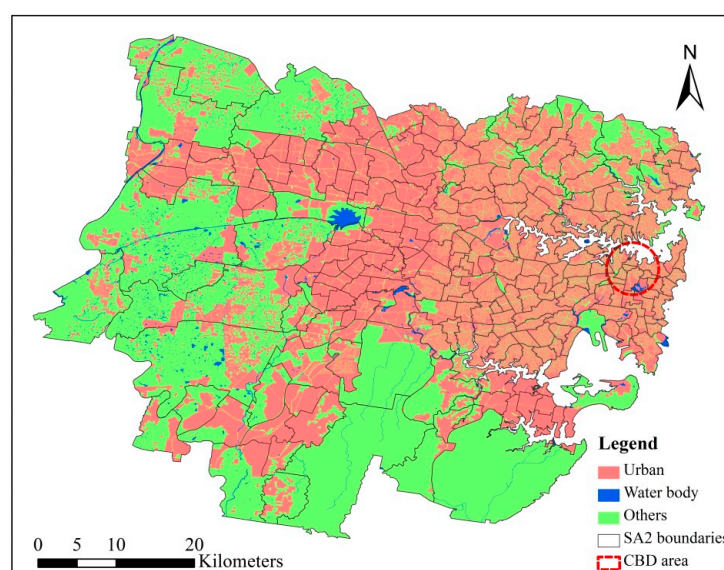 N
Legend
Urban
Water body
Others
SA2 boundaries
CBD area
0 5 10 20
Kilometers